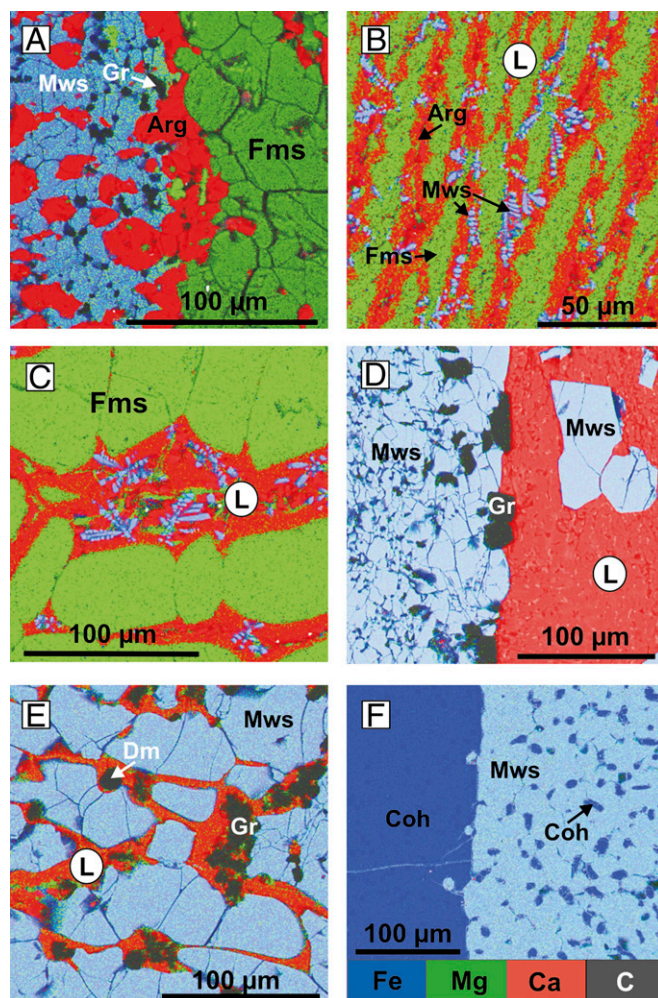 A
Mws
Gr
Arg
Fms
100 μm
B
L
Arg
Mws
Fms
50 μm
C
Fms
L
100 μm
D
Mws
Mws
Gr
L
100 μm
E
Mws
Dm
Gr
L
100 μm
F
Mws
Coh
Coh
100 μm
Fe Mg Ca C